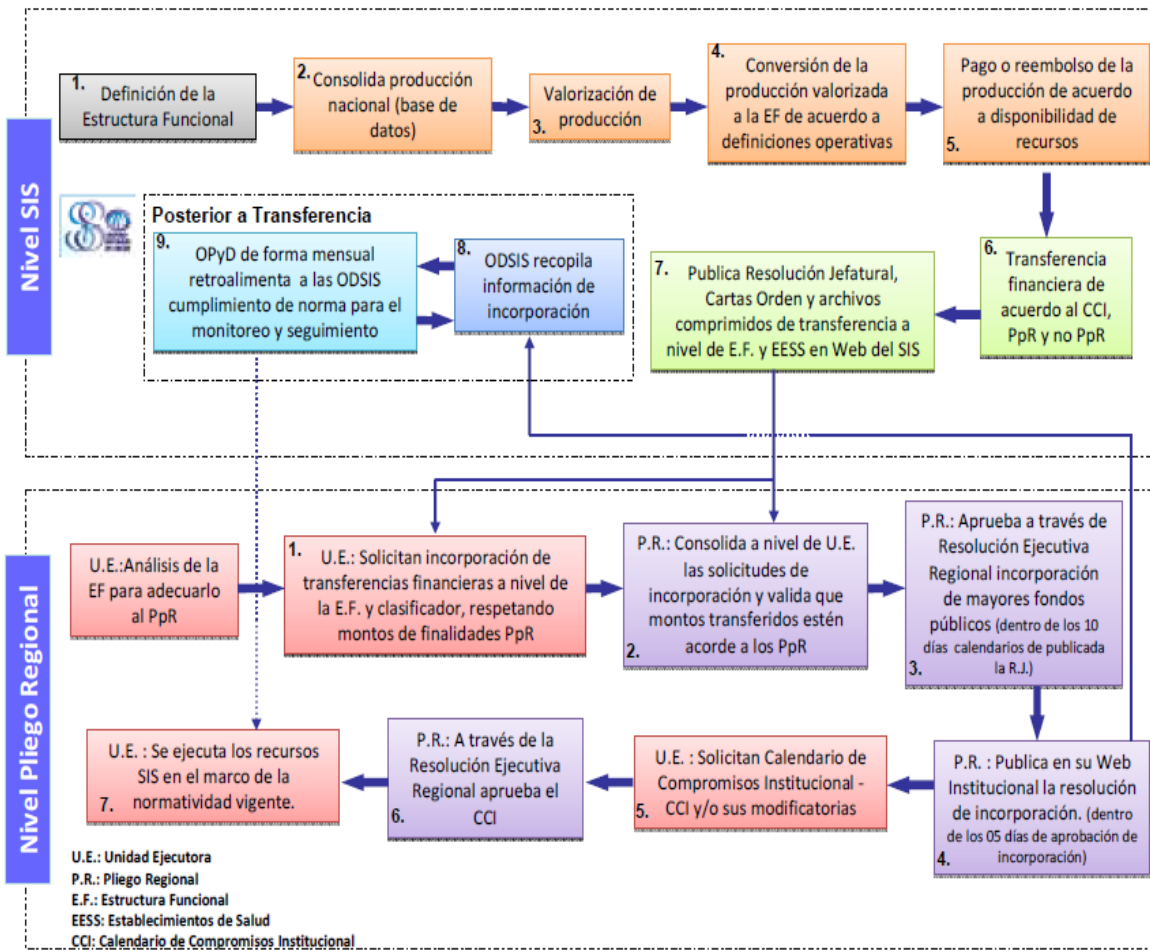 Nivel SIS
1.
Definición de la
Estructura Funcional
2.
Consolida producción
nacional (base de
datos)
Valorización de
3. producción
4.
Conversión de la
producción valorizada
a la EF de acuerdo a
definiciones operativas
Pago o reembolso de la
producción de acuerdo
a disponibilidad de
5. recursos
6.
Transferencia
financiera de
acuerdo al CCI,
PpR y no PpR
7.
Publica Resolución Jefatural,
Cartas Orden y archivos
comprimidos de transferencia a
nivel de E.F. y EESS en Web del SIS
Posterior a Transferencia
8.
ODSIS recopila
información de
incorporación
9.
OPyD de forma mensual
retroalimenta a las ODSIS
cumplimiento de norma para el
monitoreo y seguimiento
Nivel Pliego Regional
U.E.:Análisis de la
EF para adecuarlo
al PpR
1.
U.E.: Solicitan incorporación de
transferencias financieras a nivel de
la E.F. y clasificador, respetando
montos de finalidades PpR
P.R.: Consolida a nivel de U.E.
las solicitudes de
incorporación y valida que
montos transferidos estén
2. acorde a los PpR
P.R.: Aprueba a través de
Resolución Ejecutiva
Regional incorporación
de mayores fondos
públicos (dentro de los 10
días calendarios de publicada
3. la R.J.)
P.R. : Publica en su Web
Institucional la resolución
de incorporación. (dentro
de los 05 días de aprobación de
4. incorporación)
U.E. : Solicitan Calendario de
Compromisos Institucional -
5. CCI y/o sus modificatorias
P.R.: A través de la
Resolución Ejecutiva
Regional aprueba el
6. CCI
U.E. : Se ejecuta los recursos
SIS en el marco de la
7. normatividad vigente.
U.E.: Unidad Ejecutora
P.R.: Pliego Regional
E.F.: Estructura Funcional
EESS: Establecimientos de Salud
CCI: Calendario de Compromisos Institucional